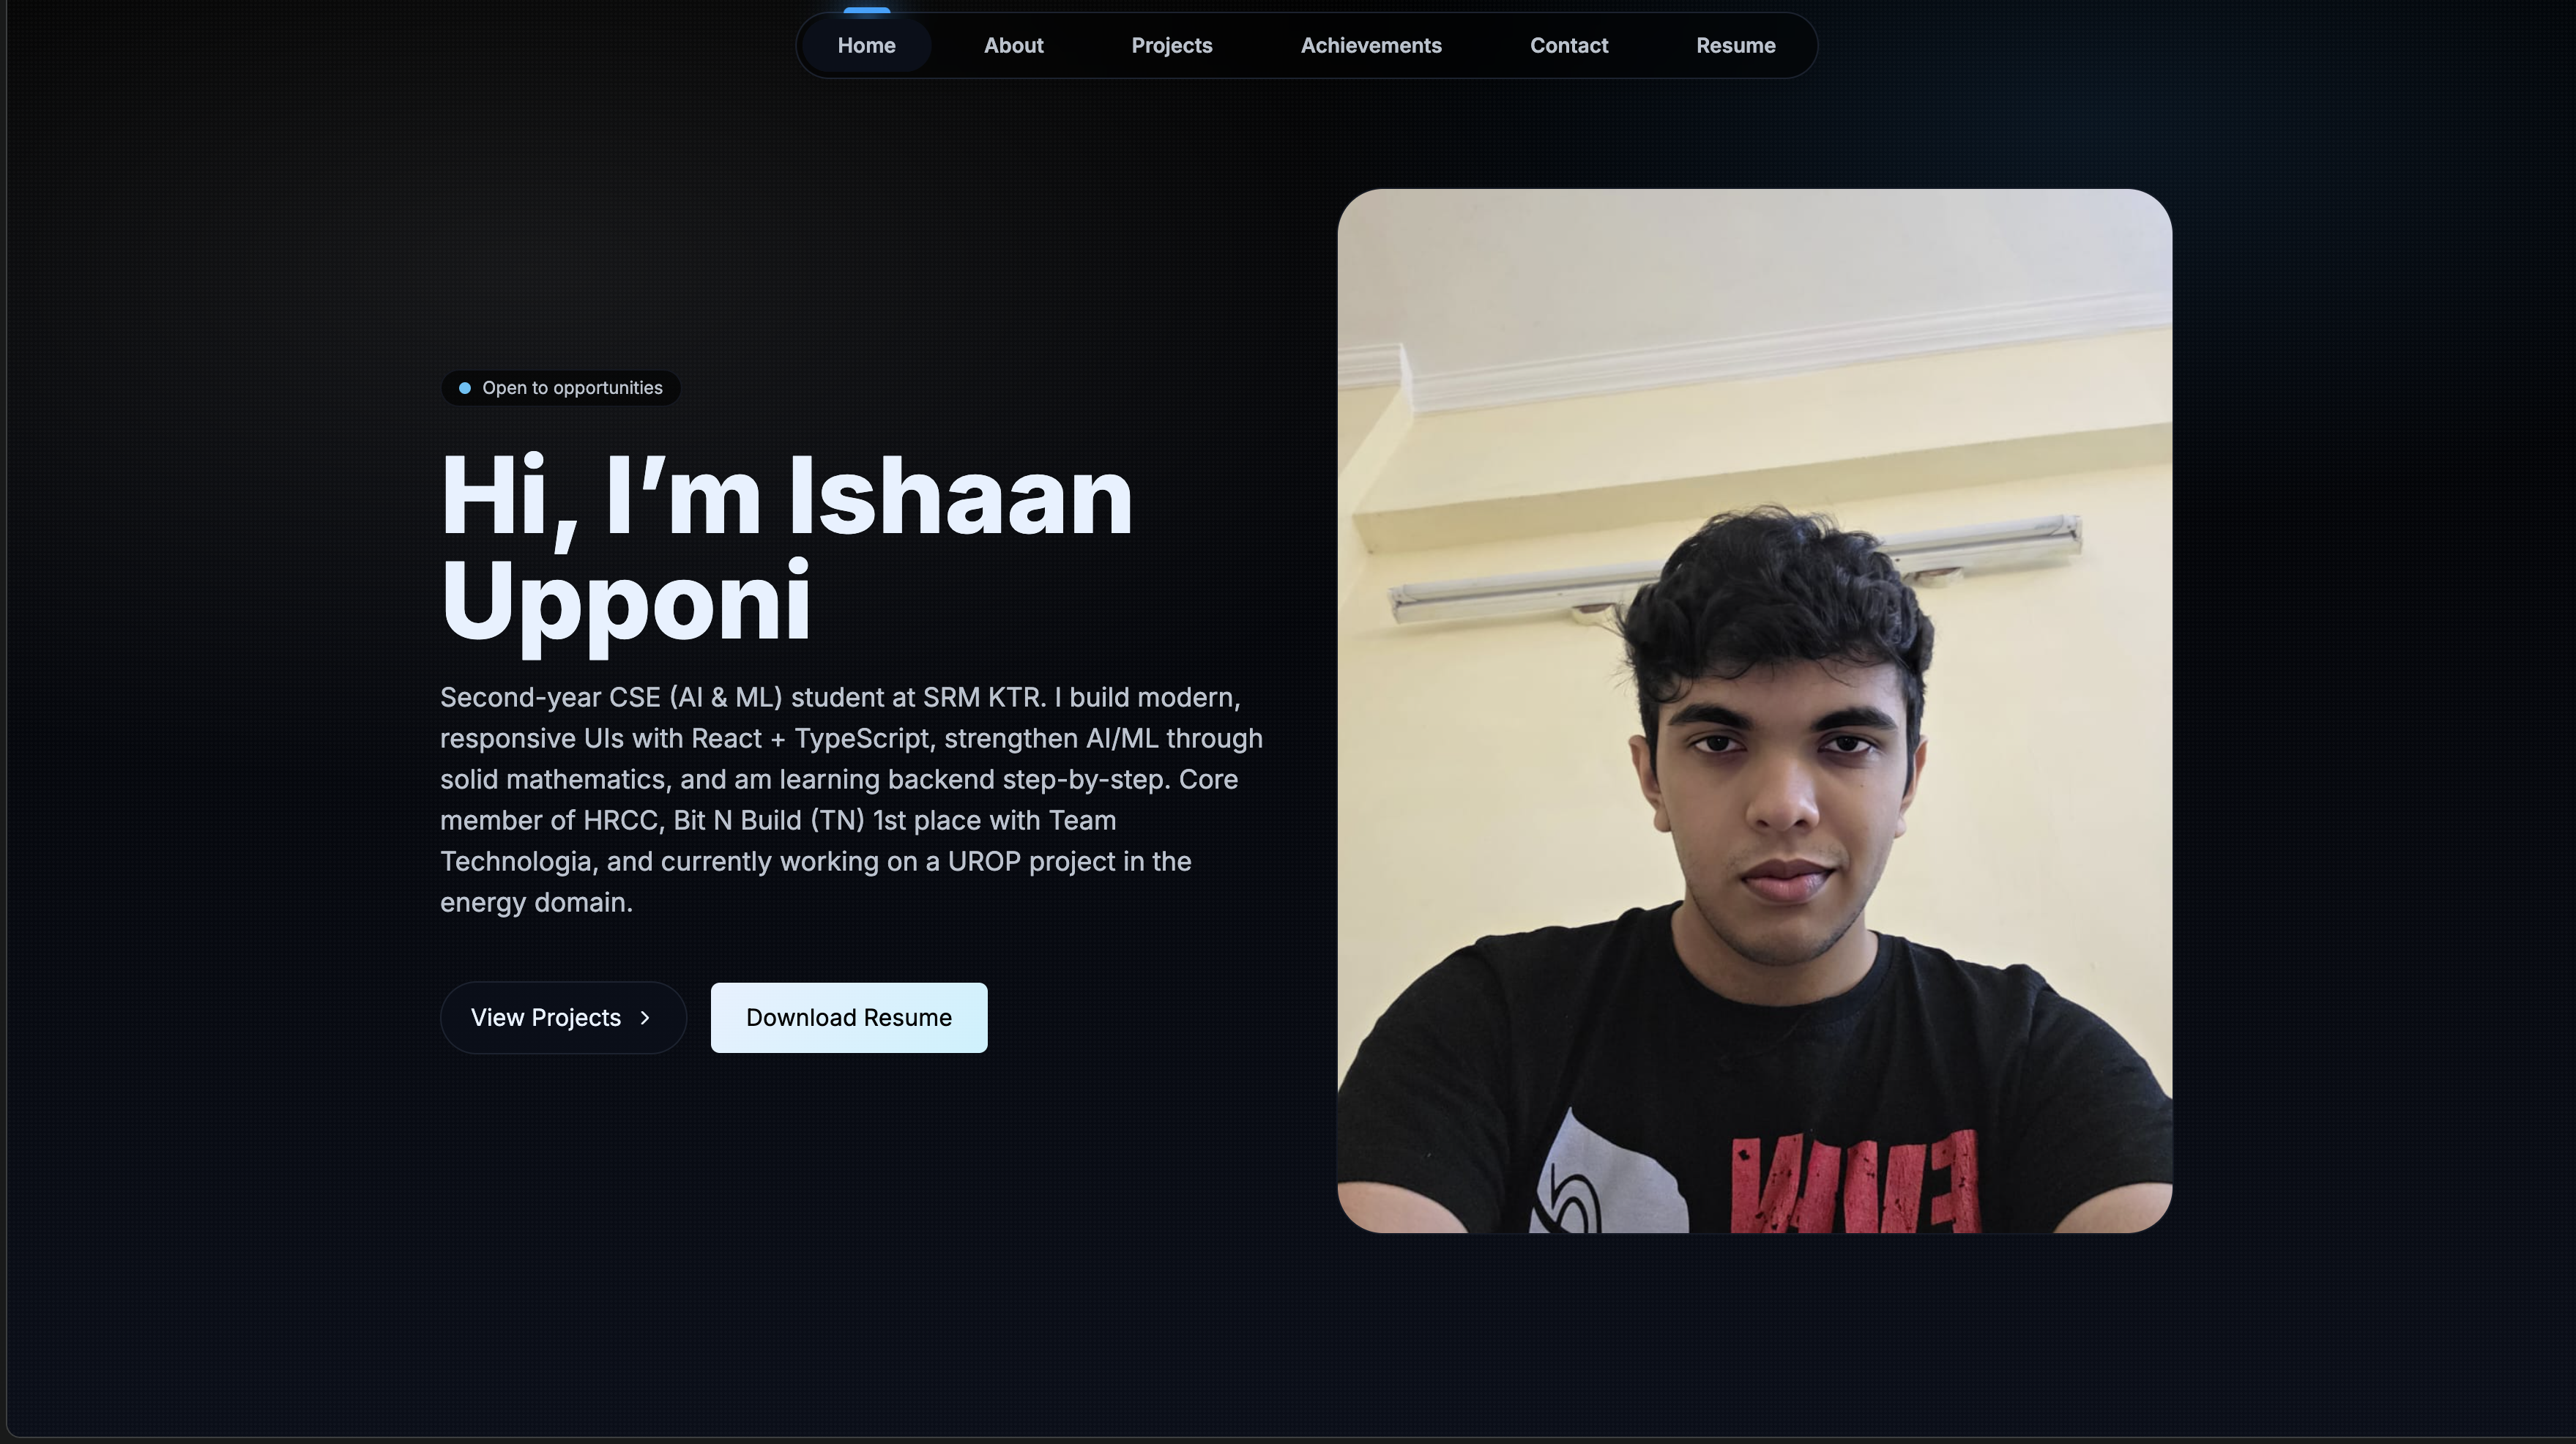 Home About Projects Achievements Contact Resume
Open to opportunities
Hi, I’m Ishaan
Upponi
Second-year CSE (AI & ML) student at SRM KTR. I build modern,
responsive UIs with React + TypeScript, strengthen AI/ML through
solid mathematics, and am learning backend step-by-step. Core
member of HRCC, Bit N Build (TN) 1st place with Team
Technologia, and currently working on a UROP project in the
energy domain.
View Projects
Download Resume